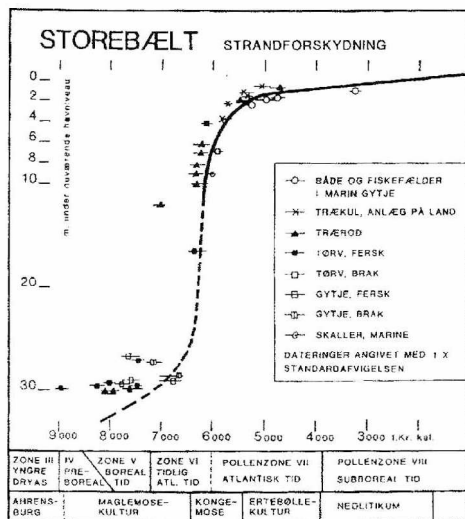 STOREBÆLT STRANDFORSKYDNING
0
2
4
6
8
10
20
30
m. under nuværende havniveau
BÅDE OG FISKEFÆLDER
I MARIN GYTJE
TRÆKUL, ANLÆG PÅ LAND
TRÆROD
TØRV, FERSK
TØRV, BRAK
GYTJE, FERSK
GYTJE, BRAK
SKALLER, MARINE
DATERINGER ANGIVET MED 1 X
STANDARDAFVIGELSEN
9000 8000 7000 6000 5000 4000 3000 f.Kr. kal.
ZONE III
YNGRE
DRYAS
IV
PRE-
BOREAL
ZONE V
BOREAL
TID
ZONE VI
TIDLIG
ATL. TID
POLLENZONE VII
ATLANTISK TID
POLLENZONE VIII
SUBBOREAL TID
AHRENS-
BURG
MAGLEMOSE-
KULTUR
KONGE-
MOSE
ERTEBØLLE-
KULTUR
NEOLITIKUM